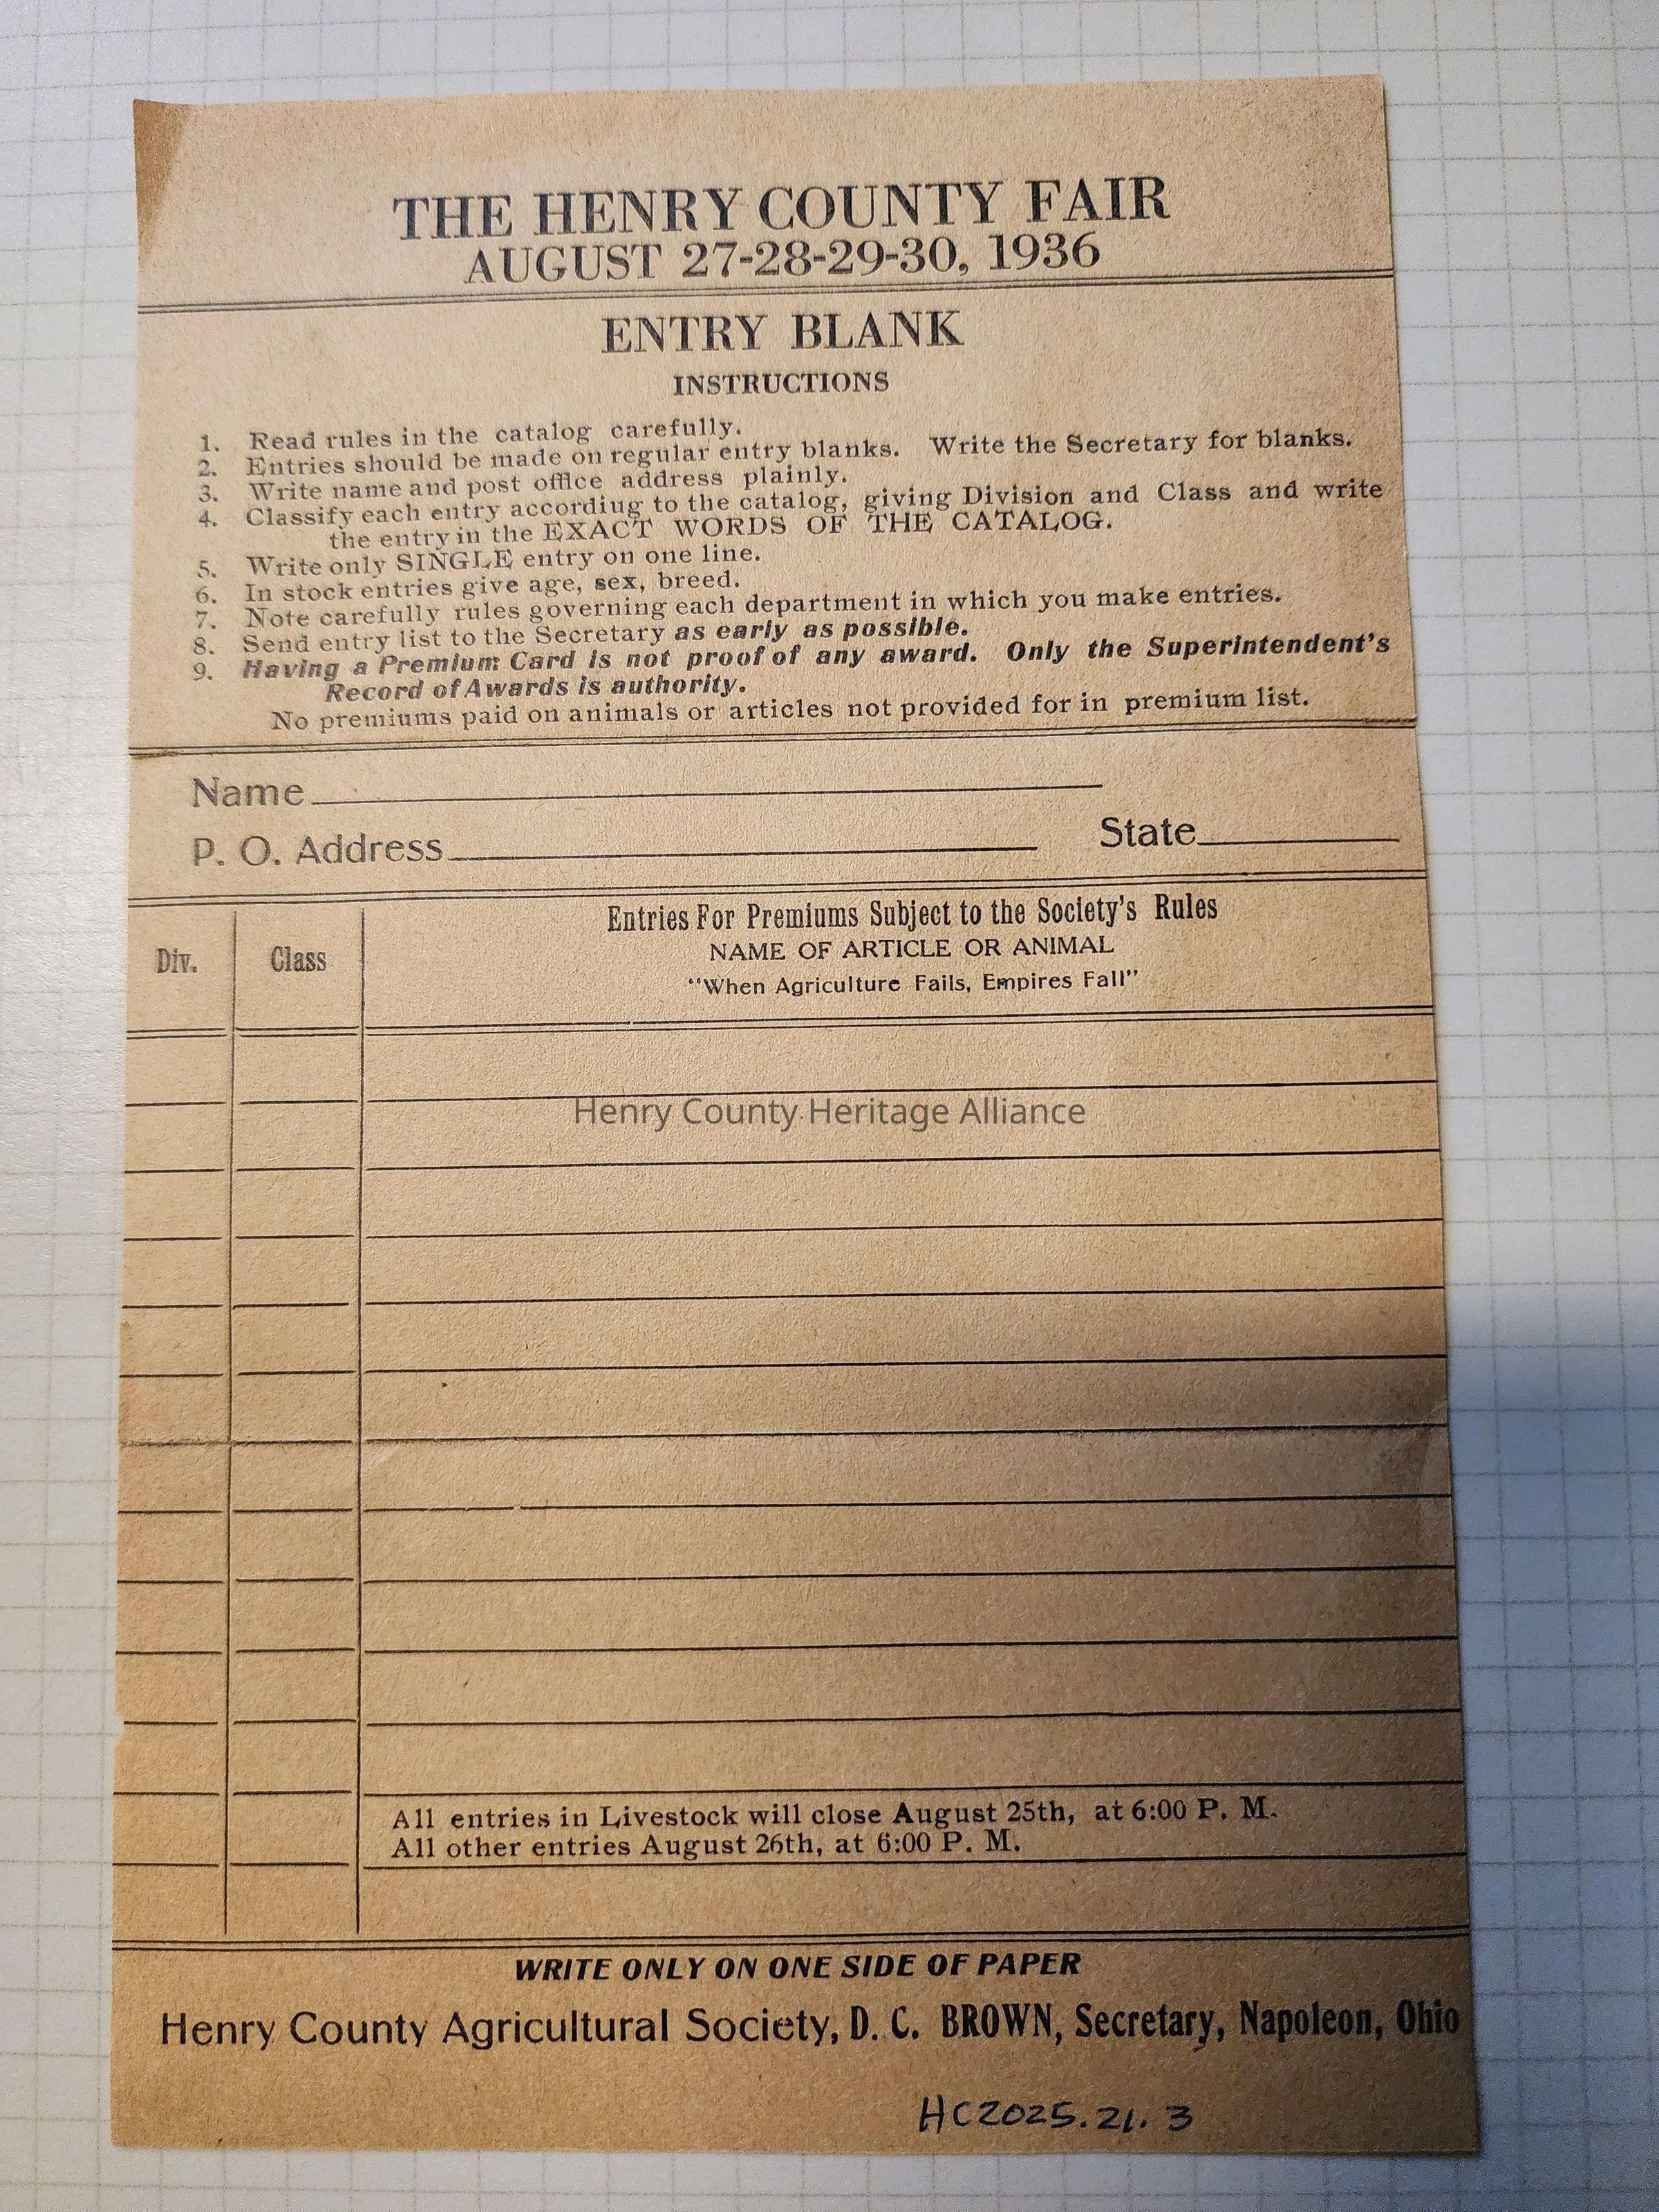 THE HENRY COUNTY FAIR
AUGUST 27-28-29-30, 1936
ENTRY BLANK
INSTRUCTIONS
1. Read rules in the catalog carefully.
2. Entries should be made on regular entry blanks. Write the Secretary for blanks.
3. Write name and post office address plainly.
4. Classify each entry accordiug to the catalog, giving Division and Class and write
the entry in the EXACT WORDS OF THE CATALOG.
5. Write only SINGLE entry on one line.
6. In stock entries give age, sex, breed.
7. Note carefully rules governing each department in which you make entries.
8. Send entry list to the Secretary as early as possible.
9. Having a Premium Card is not proof of any award. Only the Superintendent's
Record of Awards is authority.
No premiums paid on animals or articles not provided for in premium list.
Name
P. O. Address State
Div. Class
Entries For Premiums Subject to the Society's Rules
NAME OF ARTICLE OR ANIMAL
"When Agriculture Fails, Empires Fall"
Henry County Heritage Alliance
All entries in Livestock will close August 25th, at 6:00 P. M.
All other entries August 26th, at 6:00 P. M.
WRITE ONLY ON ONE SIDE OF PAPER
Henry County Agricultural Society, D. C. BROWN, Secretary, Napoleon, Ohio
HC2025.21.3